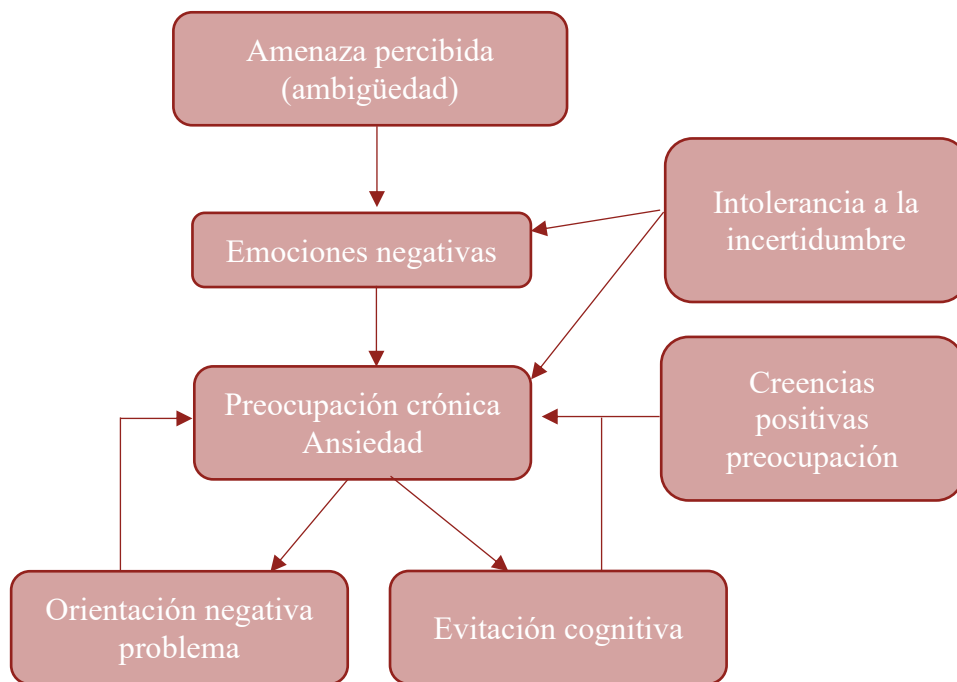 Amenaza percibida
(ambigüedad)
Intolerancia a la
incertidumbre
Emociones negativas
Creencias
positivas
preocupación
Preocupación crónica
Ansiedad
Orientación negativa
problema
Evitación cognitiva